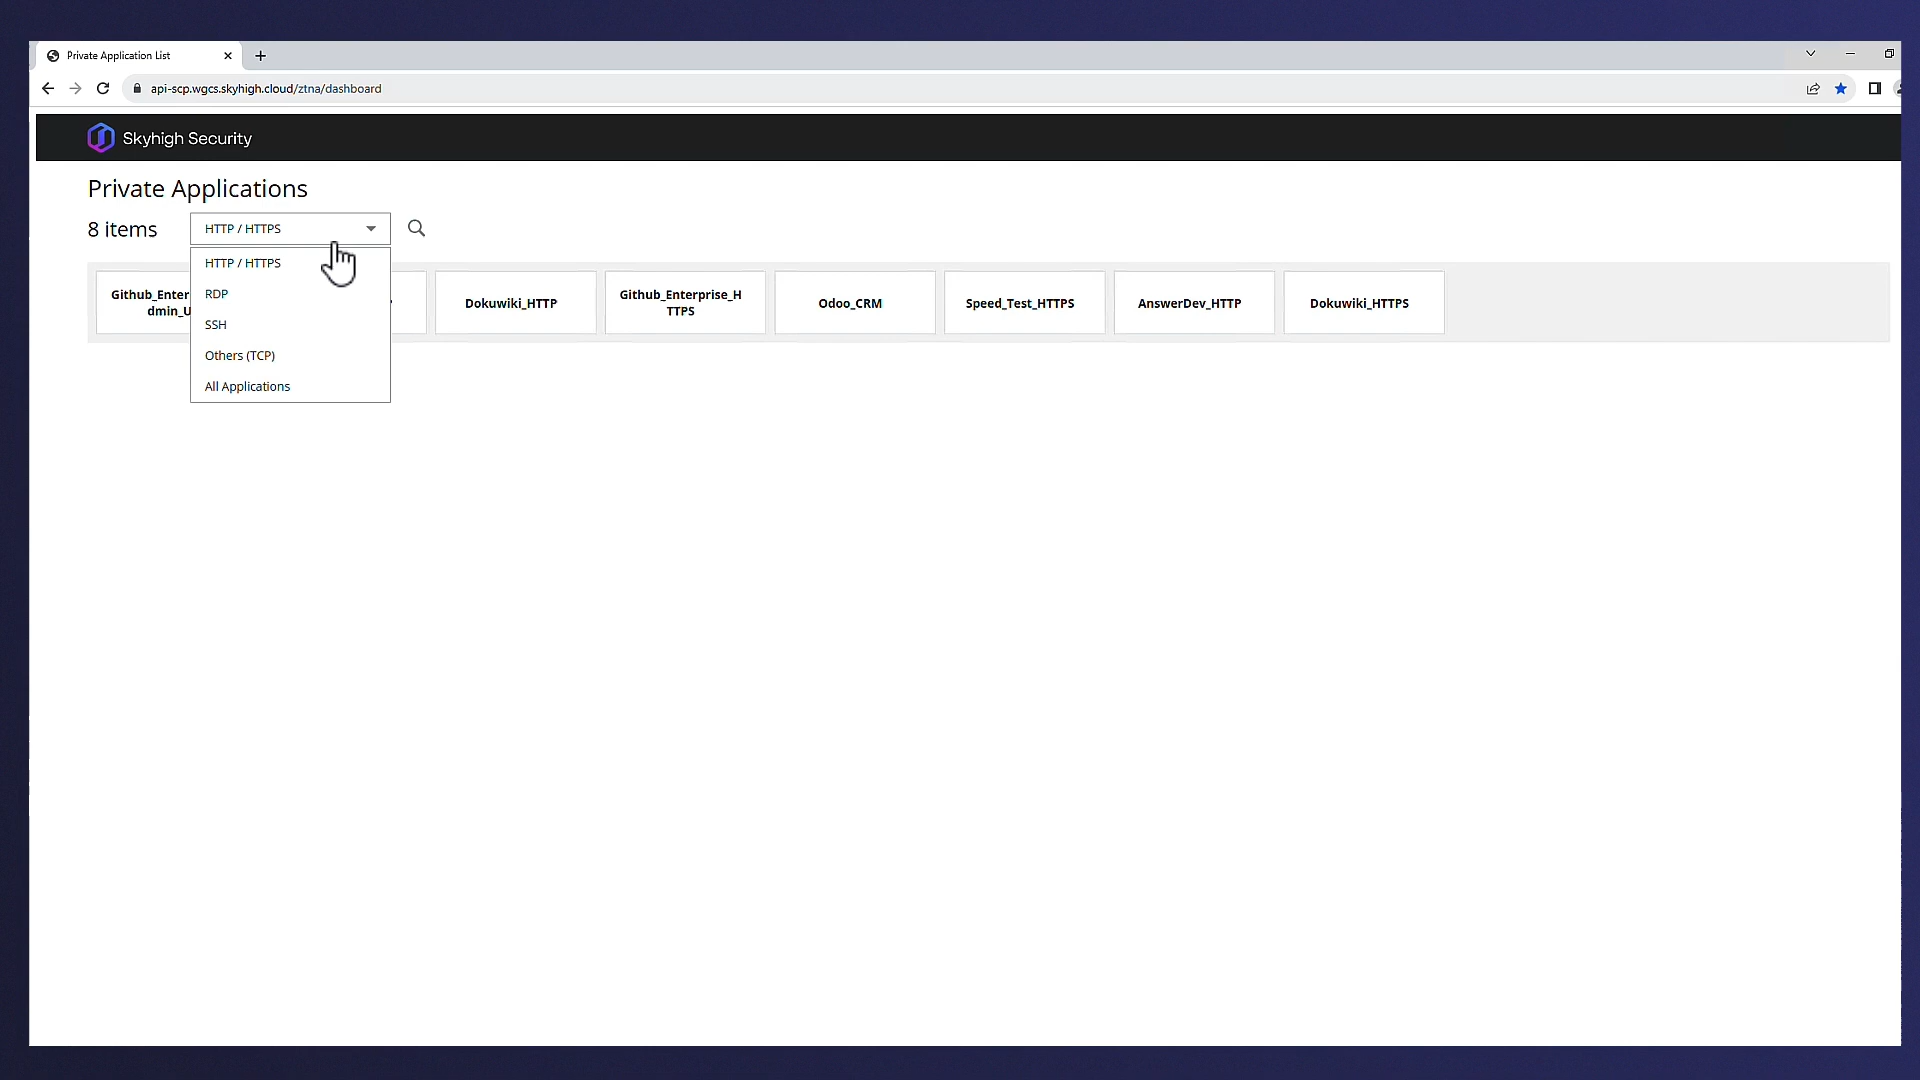 Private Application List
api-scp.wgcs.skyhigh.cloud/ztna/dashboard
Skyhigh Security
Private Applications
8 items
HTTP / HTTPS
HTTP / HTTPS
RDP
SSH
Others (TCP)
All Applications
Github_Enter
dmin_U
Dokuwiki_HTTP
Github_Enterprise_H
TTPS
Odoo_CRM
Speed_Test_HTTPS
AnswerDev_HTTP
Dokuwiki_HTTPS